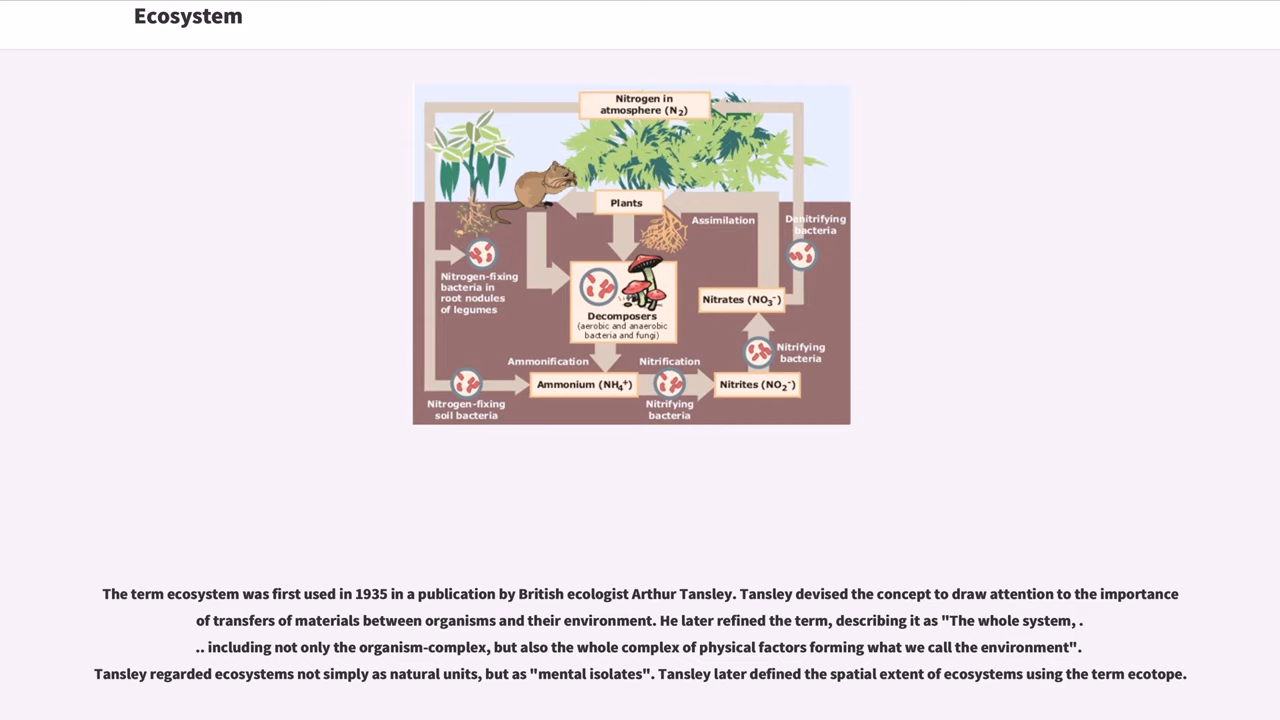 Ecosystem
Nitrogen in
atmosphere (N₂)
Plants
Assimilation
Denitrifying
bacteria
Nitrogen-fixing
bacteria in
root nodules
of legumes
Decomposers
(aerobic and anaerobic
bacteria and fungi)
Nitrates (NO₃⁻)
Nitrifying
bacteria
Ammonification
Nitrification
Ammonium (NH₄⁺)
Nitrites (NO₂⁻)
Nitrogen-fixing
soil bacteria
Nitrifying
bacteria
The term ecosystem was first used in 1935 in a publication by British ecologist Arthur Tansley. Tansley devised the concept to draw attention to the importance
of transfers of materials between organisms and their environment. He later refined the term, describing it as "The whole system, .
.. including not only the organism-complex, but also the whole complex of physical factors forming what we call the environment".
Tansley regarded ecosystems not simply as natural units, but as "mental isolates". Tansley later defined the spatial extent of ecosystems using the term ecotope.